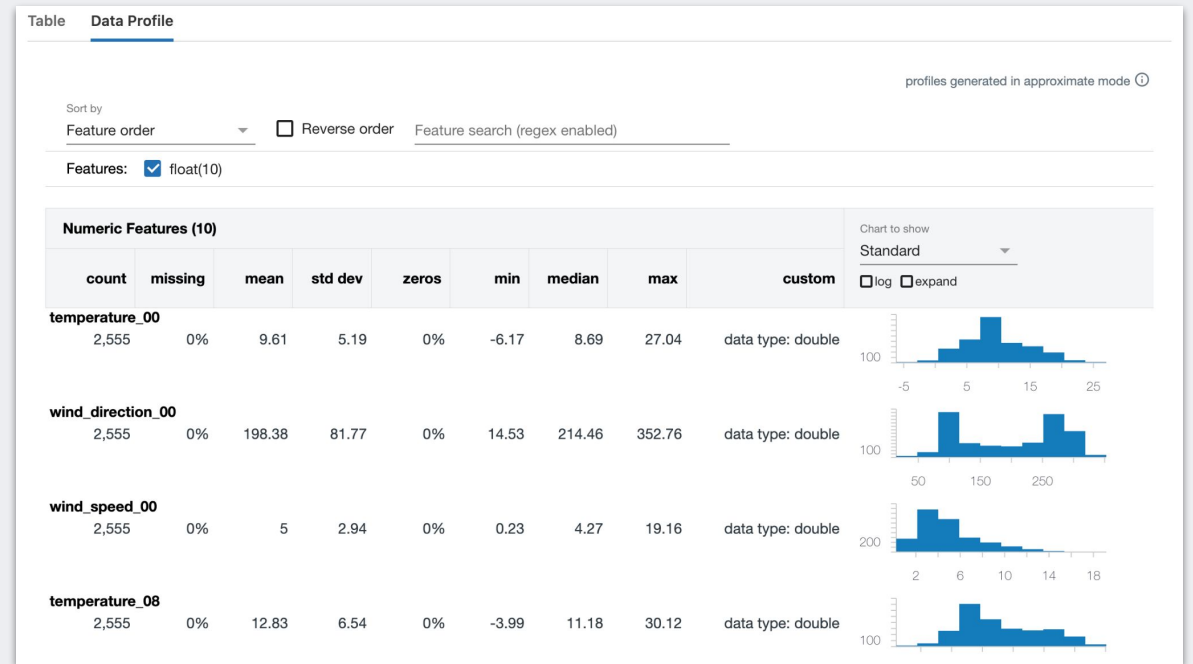 Table Data Profile
profiles generated in approximate mode
Sort by
Feature order Reverse order Feature search (regex enabled)
Features: float(10)
Numeric Features (10) Chart to show
Standard
count missing mean std dev zeros min median max custom log expand
temperature_00
2,555 0% 9.61 5.19 0% -6.17 8.69 27.04 data type: double 100
-5 5 15 25
wind_direction_00
2,555 0% 198.38 81.77 0% 14.53 214.46 352.76 data type: double 100
50 150 250
wind_speed_00
2,555 0% 5 2.94 0% 0.23 4.27 19.16 data type: double 200
2 6 10 14 18
temperature_08
2,555 0% 12.83 6.54 0% -3.99 11.18 30.12 data type: double 100